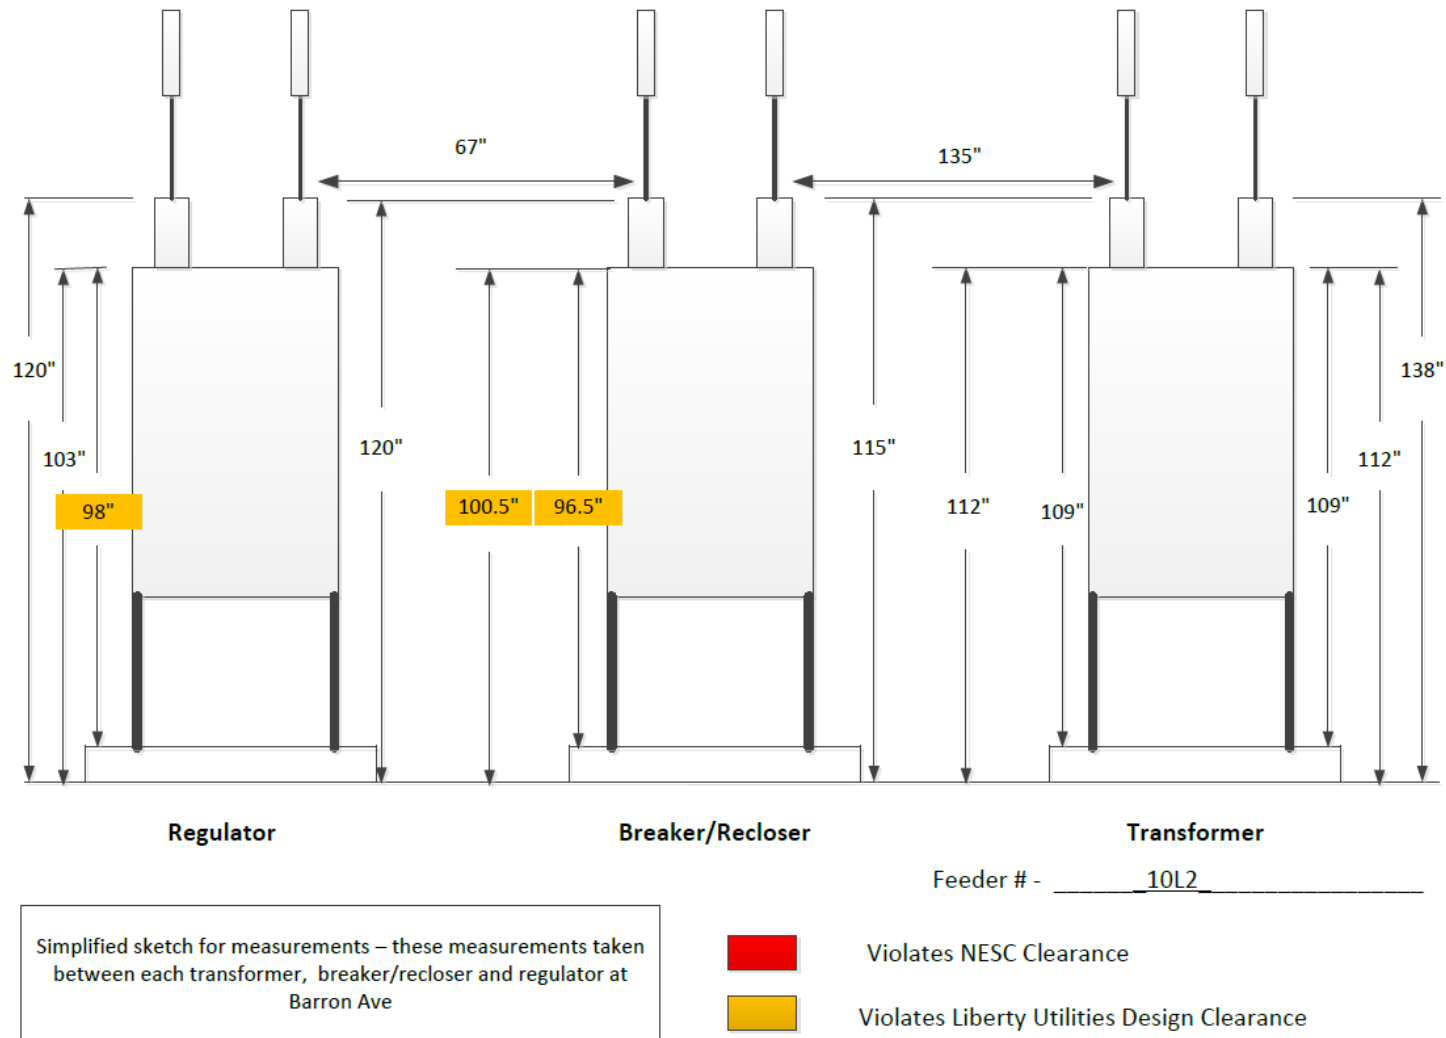 67"
135"
120"
103"
98"
120"
100.5"
96.5"
115"
112"
109"
109"
112"
138"
Regulator
Breaker/Recloser
Transformer
Feeder # - _______10L2_________________
Simplified sketch for measurements – these measurements taken
between each transformer, breaker/recloser and regulator at
Barron Ave
Violates NESC Clearance
Violates Liberty Utilities Design Clearance